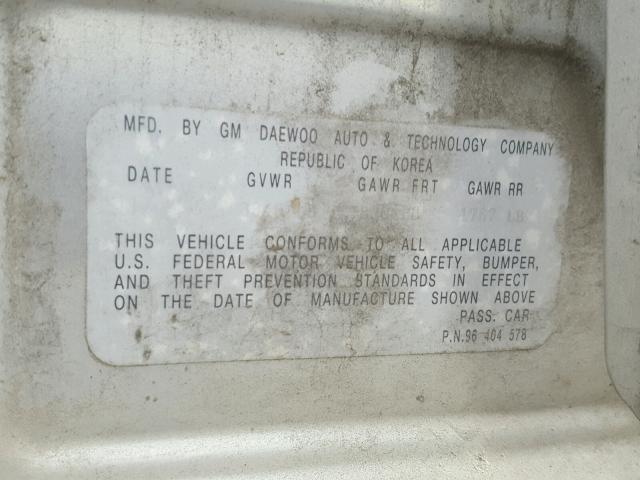 MFD. BY GM DAEWOO AUTO & TECHNOLOGY COMPANY
REPUBLIC OF KOREA
DATE GVWR GAWR FRT GAWR RR
1767 LB
THIS VEHICLE CONFORMS TO ALL APPLICABLE
U.S. FEDERAL MOTOR VEHICLE SAFETY, BUMPER,
AND THEFT PREVENTION STANDARDS IN EFFECT
ON THE DATE OF MANUFACTURE SHOWN ABOVE
PASS. CAR
P.N.96 404 578